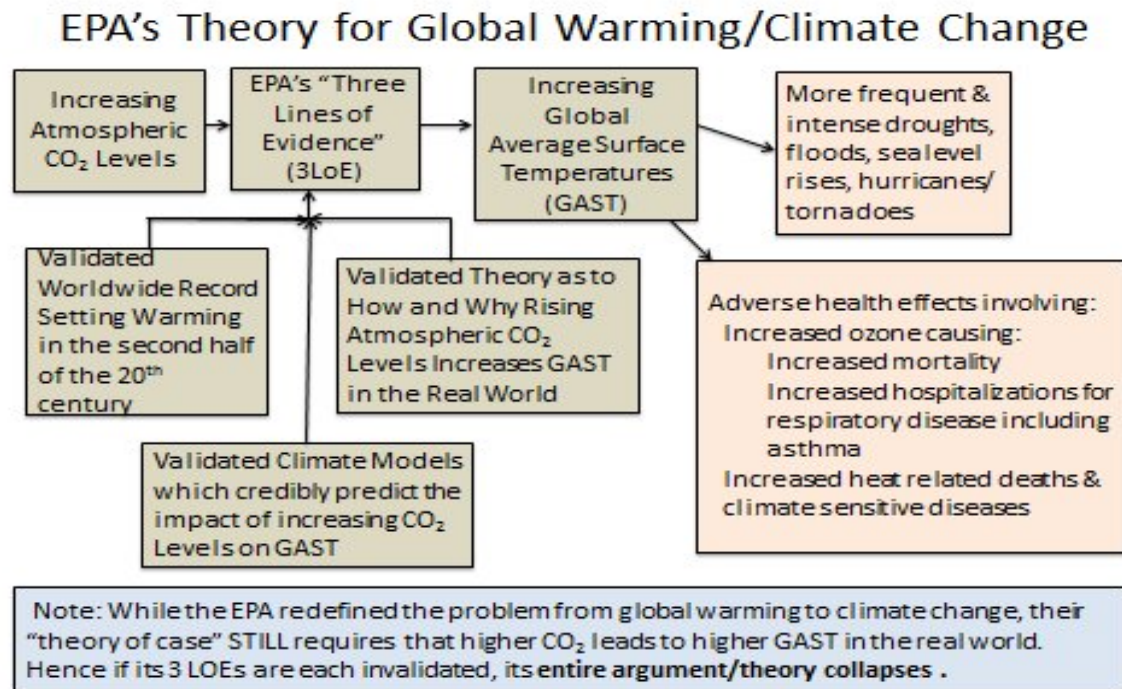 EPA's Theory for Global Warming/Climate Change
Increasing
Atmospheric
CO₂ Levels
EPA's "Three
Lines of
Evidence"
(3LoE)
Increasing
Global
Average Surface
Temperatures
(GAST)
More frequent &
intense droughts,
floods, sea level
rises, hurricanes/
tornadoes
Validated
Worldwide Record
Setting Warming
in the second half
of the 20th
century
Validated Theory as to
How and Why Rising
Atmospheric CO₂
Levels Increases GAST
in the Real World
Adverse health effects involving:
Increased ozone causing:
Increased mortality
Increased hospitalizations for
respiratory disease including
asthma
Increased heat related deaths &
climate sensitive diseases
Validated Climate Models
which credibly predict the
impact of increasing CO₂
Levels on GAST
Note: While the EPA redefined the problem from global warming to climate change, their
"theory of case" STILL requires that higher CO₂ leads to higher GAST in the real world.
Hence if its 3 LOEs are each invalidated, its entire argument/theory collapses .